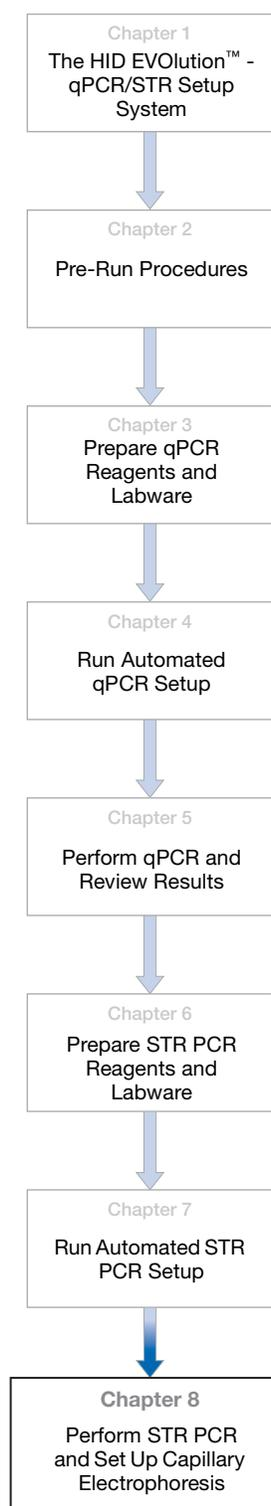 Chapter 1
The HID EVOlution™ -
qPCR/STR Setup
System
Chapter 2
Pre-Run Procedures
Chapter 3
Prepare qPCR
Reagents and
Labware
Chapter 4
Run Automated
qPCR Setup
Chapter 5
Perform qPCR and
Review Results
Chapter 6
Prepare STR PCR
Reagents and
Labware
Chapter 7
Run Automated STR
PCR Setup
Chapter 8
Perform STR PCR
and Set Up Capillary
Electrophoresis